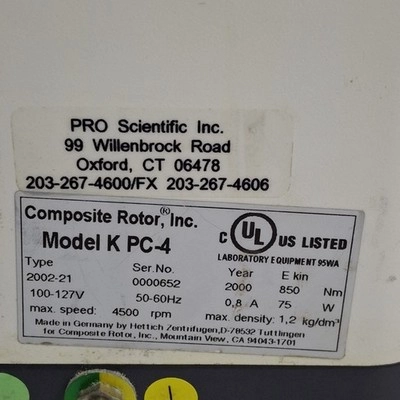 PRO Scientific Inc.
99 Willenbrock Road
Oxford, CT 06478
203-267-4600/FX 203-267-4606
Composite Rotor,® Inc.
Model K PC-4
C UL® US LISTED
LABORATORY EQUIPMENT 95WA
Type Ser.No. Year E kin
2002-21 0000652 2000 850 Nm
100-127V 50-60Hz 0,8 A 75 W
max. speed: 4500 rpm max. density: 1,2 kg/dm³
Made in Germany by Hettich Zentrifugen,D-78532 Tuttlingen
for Composite Rotor, Inc., Mountain View, CA 94043-1701